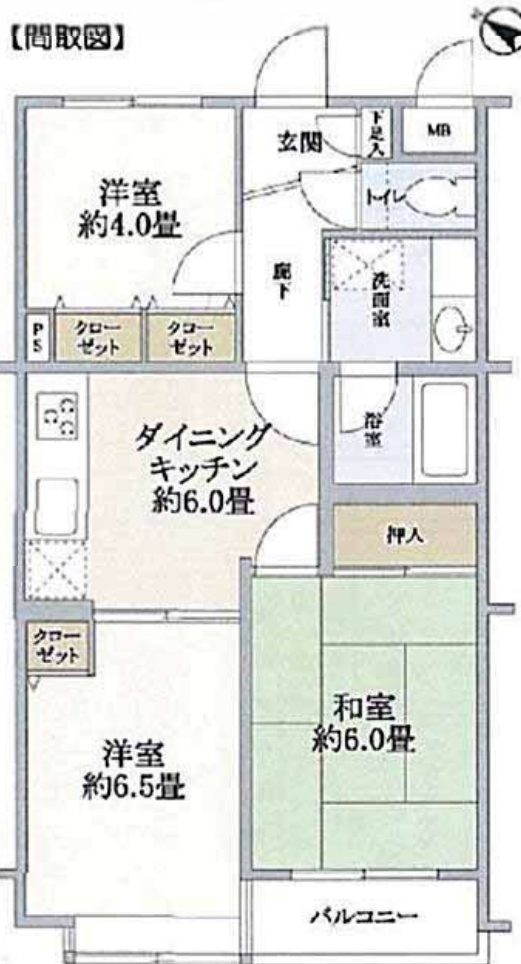 【間取図】
玄関
下足入
MB
洋室
約4.0畳
トイレ
廊下
洗面室
PS
クローゼット
クローゼット
ダイニング
キッチン
約6.0畳
浴室
押入
クローゼット
和室
約6.0畳
洋室
約6.5畳
バルコニー